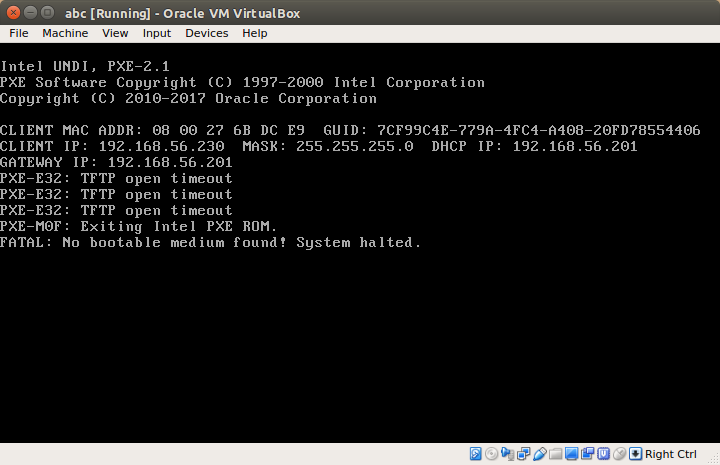 abc [Running] - Oracle VM VirtualBox
File Machine View Input Devices Help
Intel UNDI, PXE-2.1
PXE Software Copyright (C) 1997-2000 Intel Corporation
Copyright (C) 2010-2017 Oracle Corporation
CLIENT MAC ADDR: 08 00 27 6B DC E9  GUID: 7CF99C4E-779A-4FC4-A408-20FD78554406
CLIENT IP: 192.168.56.230  MASK: 255.255.255.0  DHCP IP: 192.168.56.201
GATEWAY IP: 192.168.56.201
PXE-E32: TFTP open timeout
PXE-E32: TFTP open timeout
PXE-E32: TFTP open timeout
PXE-M0F: Exiting Intel PXE ROM.
FATAL: No bootable medium found! System halted.
Right Ctrl